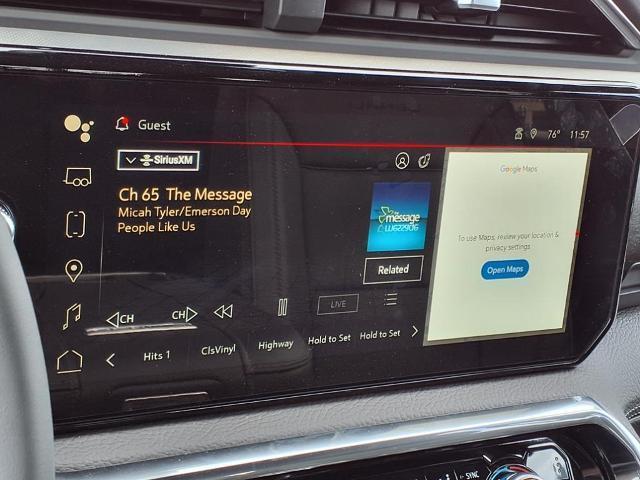 Guest
76° 11:57
SiriusXM
Ch 65 The Message
Micah Tyler/Emerson Day
People Like Us
the message
Related
Google Maps
To use Maps, review your location &
privacy settings
Open Maps
CH
CH
LIVE
Hits 1
ClsVinyl
Highway
Hold to Set
Hold to Set
SYNC